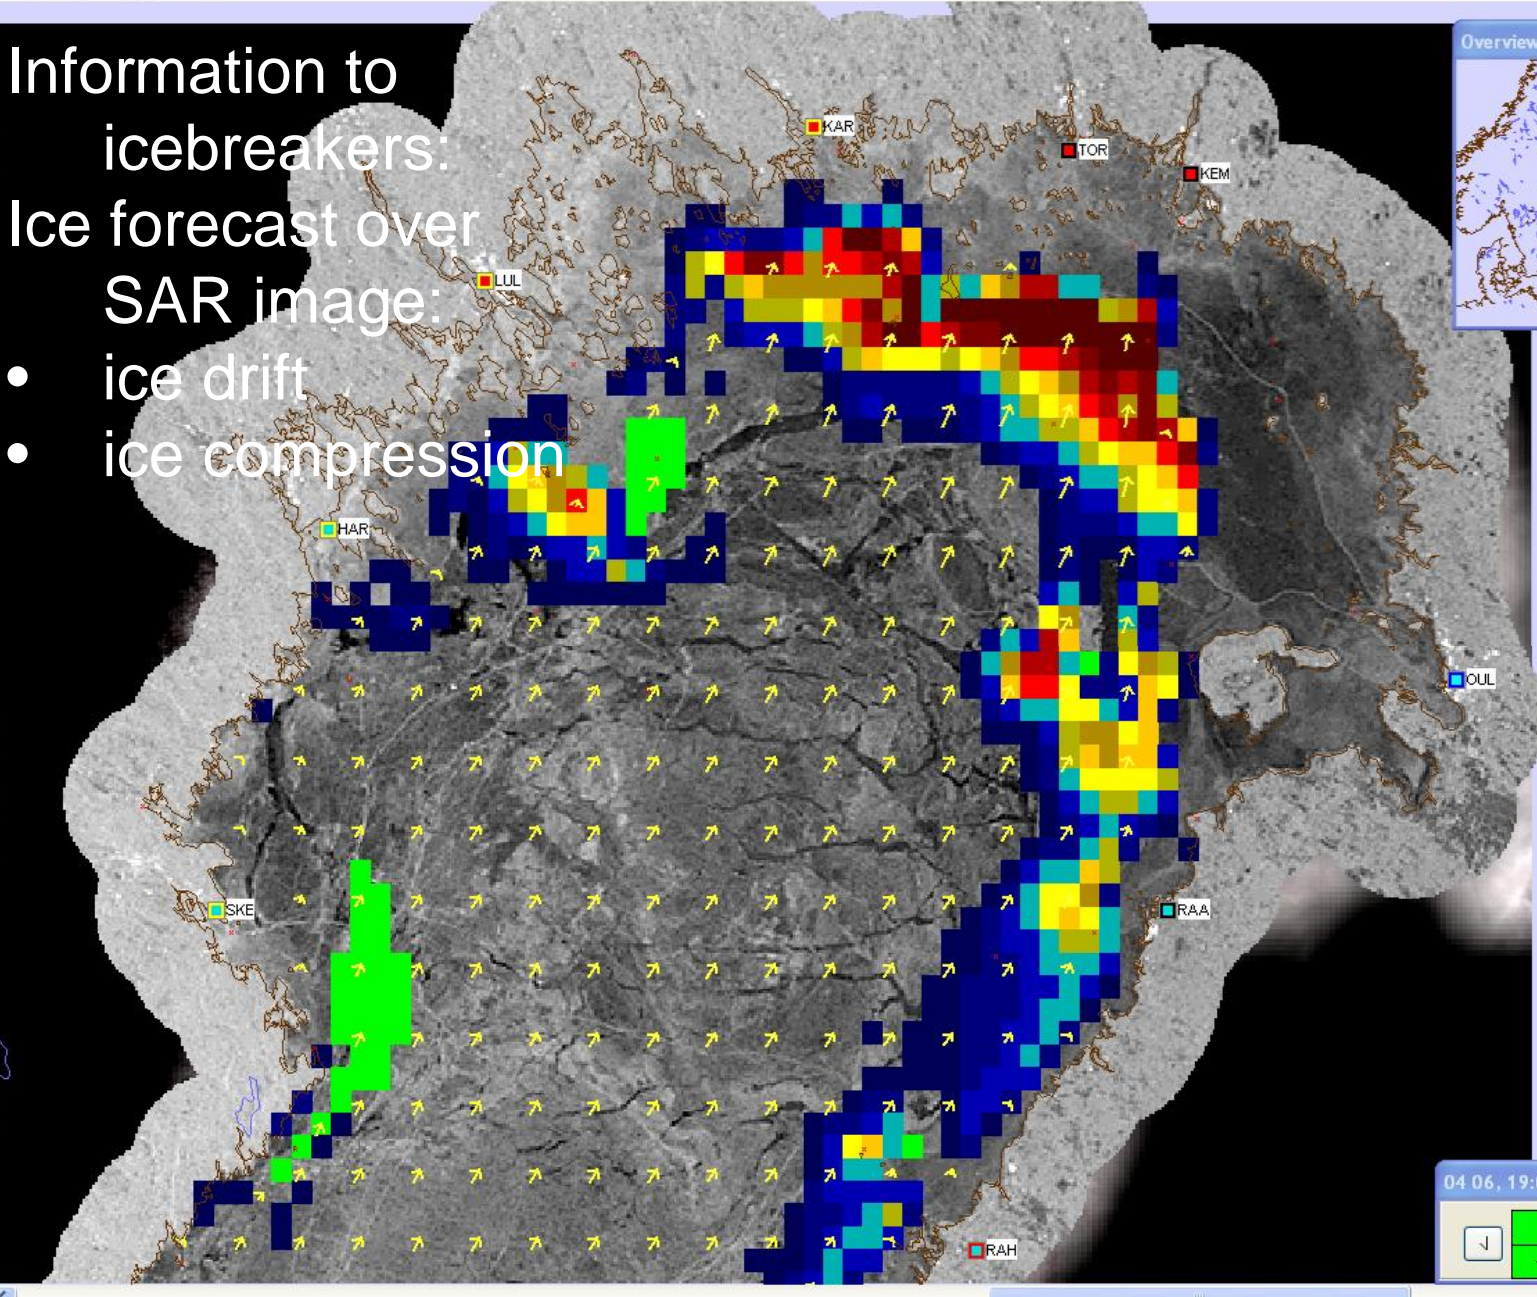 Information to
icebreakers:
Ice forecast over
SAR image:
• ice drift
• ice compression
Overview
KAR
TOR
KEM
LUL
HAR
OUL
SKE
RAA
RAH
04 06, 19: